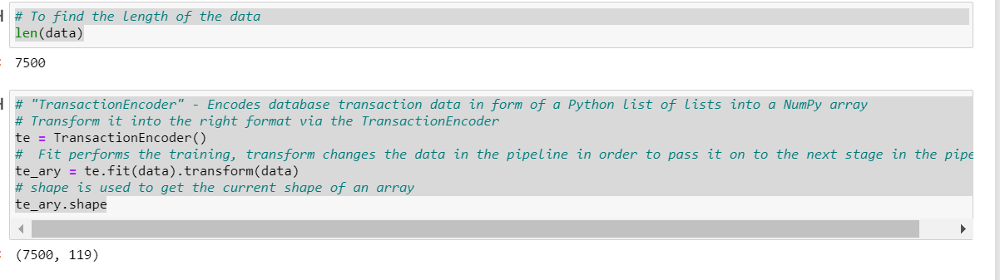 # To find the length of the data
len(data)
7500
# "TransactionEncoder" - Encodes database transaction data in form of a Python list of lists into a NumPy array
# Transform it into the right format via the TransactionEncoder
te = TransactionEncoder()
#  Fit performs the training, transform changes the data in the pipeline in order to pass it on to the next stage in the pipe
te_ary = te.fit(data).transform(data)
# shape is used to get the current shape of an array
te_ary.shape
(7500, 119)